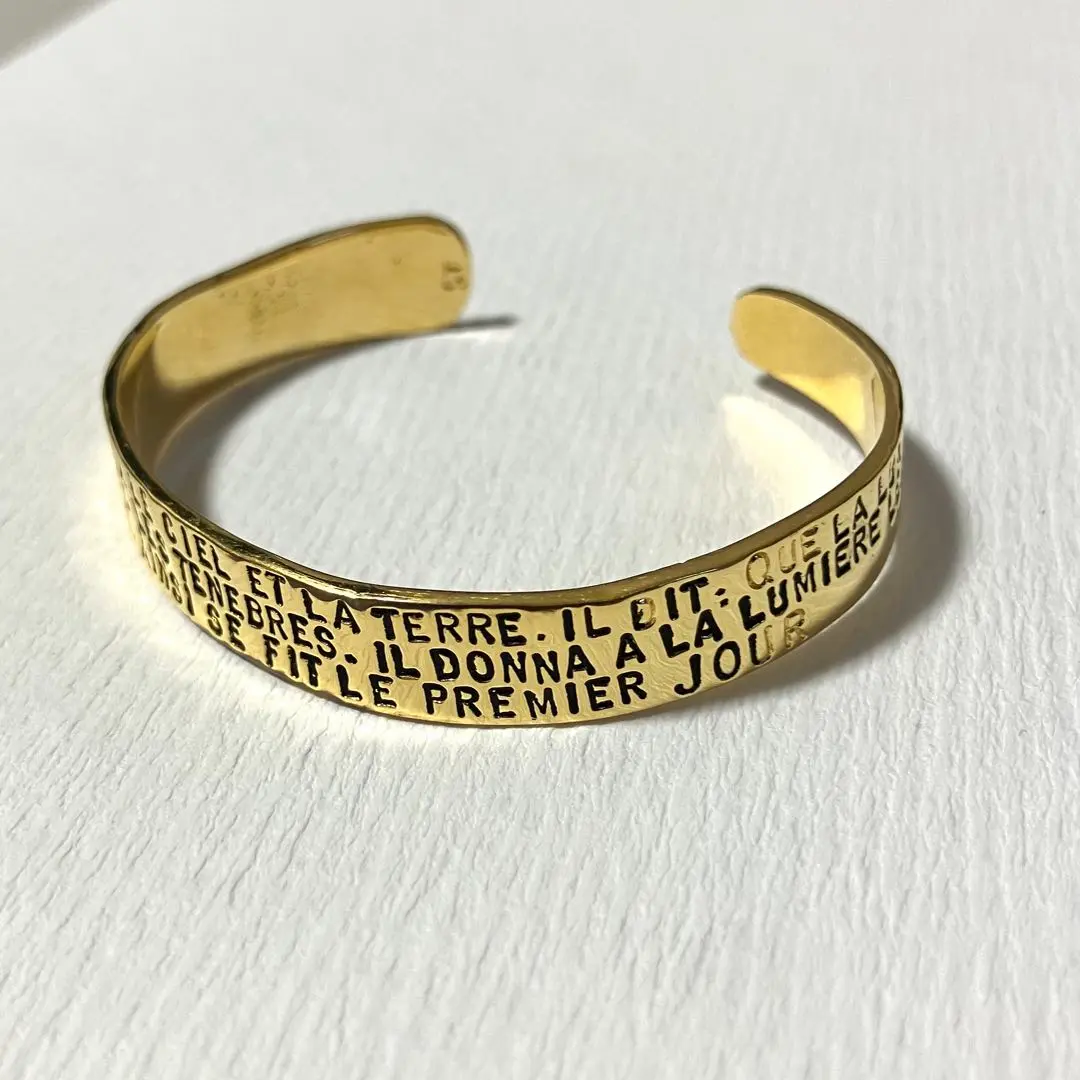 CIEL ET LA TERRE. IL DIT: QUE LA
TENEBRES. IL DONNA A LA LUMIERE
SE FIT LE PREMIER JOUR